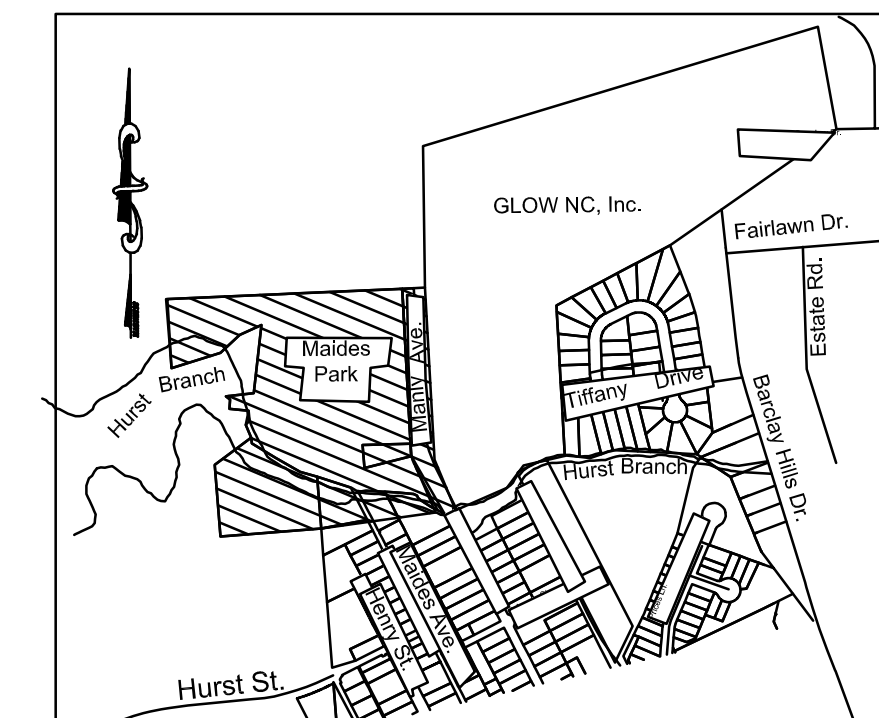 GLOW NC, Inc.
Fairlawn Dr.
Estate Rd.
Maides
Park
Manly Ave.
Hurst Branch
Tiffany Drive
Barclay Hills Dr.
Hurst Branch
Maides Ave.
Henry St.
Hurst St.